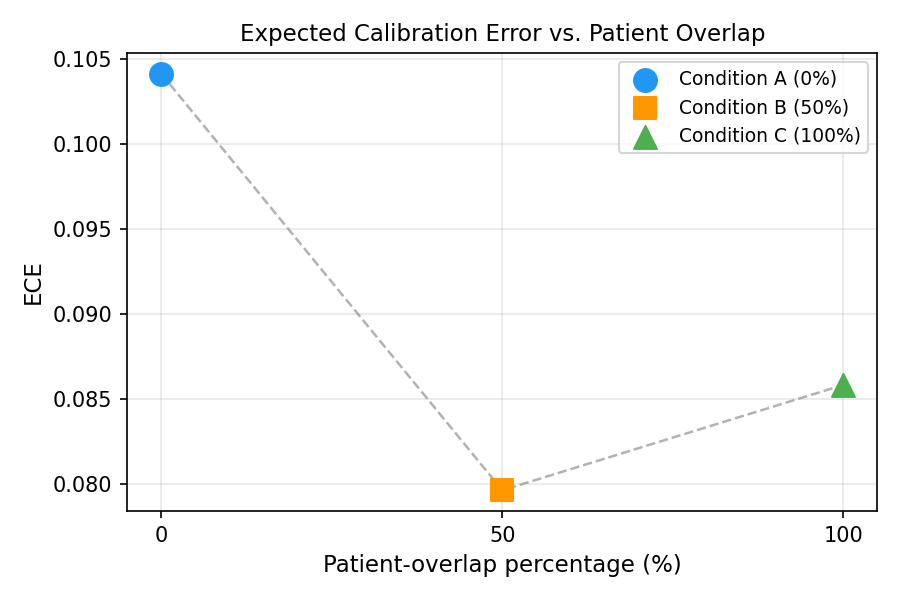 Expected Calibration Error vs. Patient Overlap
0.105
0.100
0.095
0.090
0.085
0.080
ECE
Condition A (0%)
Condition B (50%)
Condition C (100%)
0
50
100
Patient-overlap percentage (%)